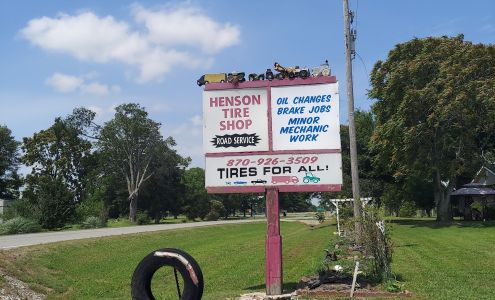 HENSON
TIRE
SHOP
ROAD SERVICE
OIL CHANGES
BRAKE JOBS
MINOR
MECHANIC
WORK
870-926-3509
TIRES FOR ALL!